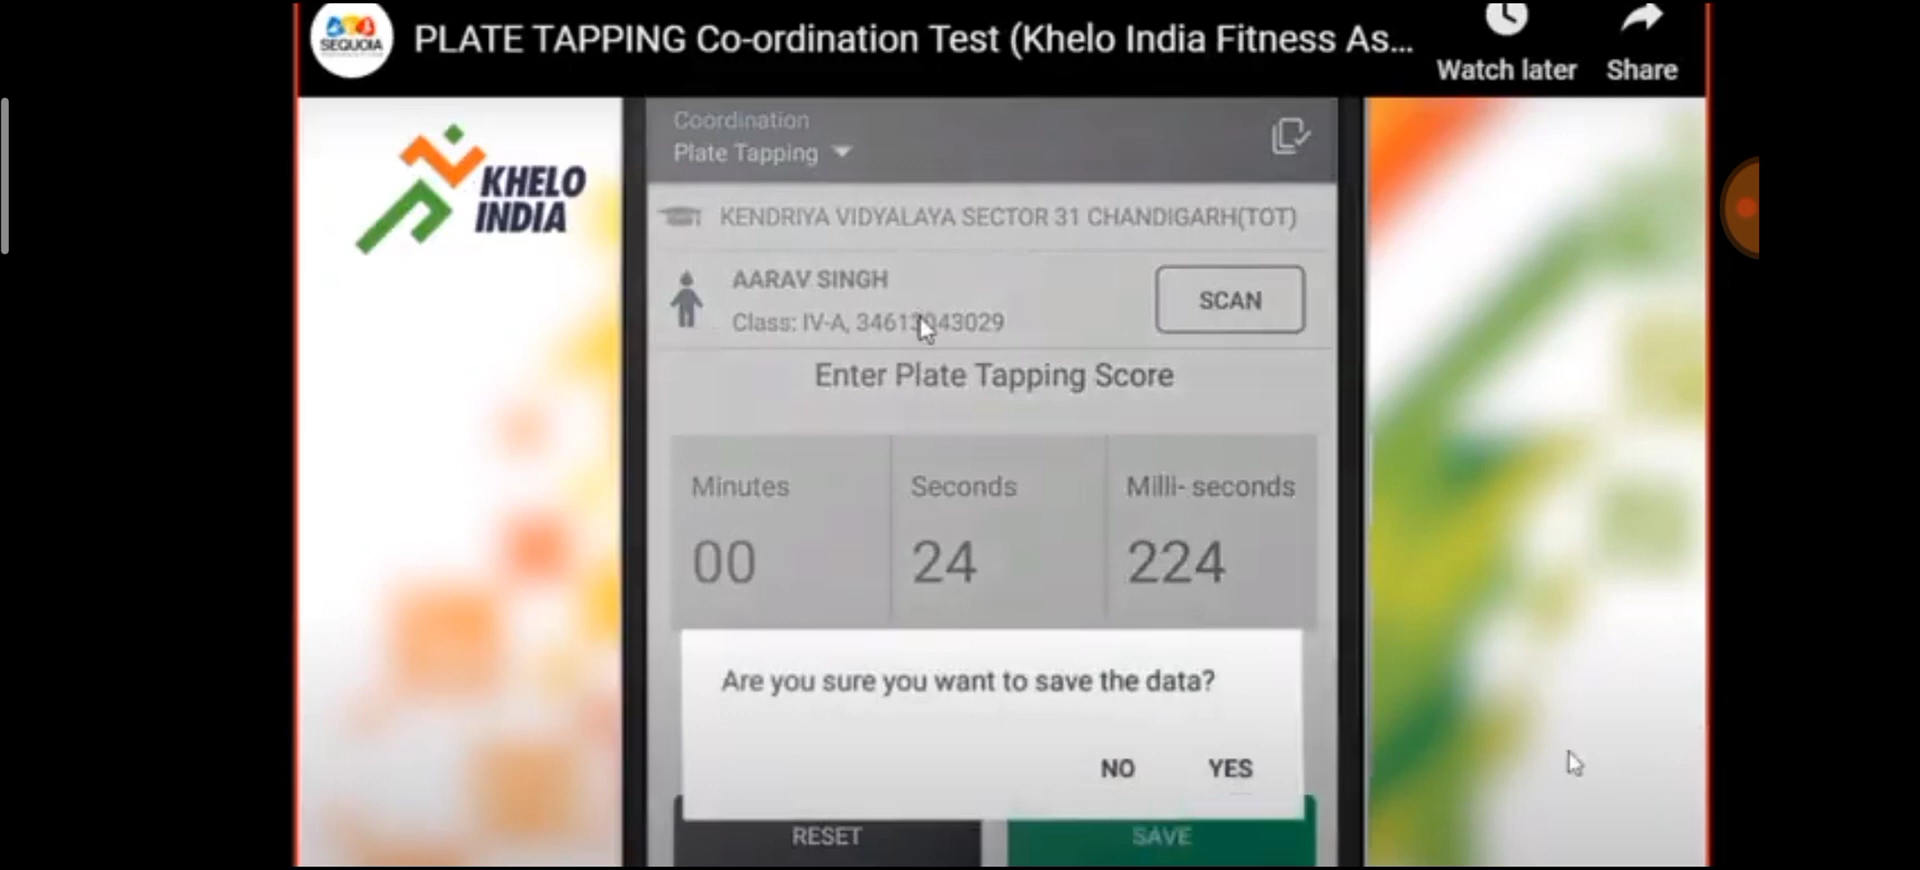 SEQUOIA
PLATE TAPPING Co-ordination Test (Khelo India Fitness As...
Watch later
Share
KHELO
INDIA
Coordination
Plate Tapping
KENDRIYA VIDYALAYA SECTOR 31 CHANDIGARH(TOT)
AARAV SINGH
SCAN
Class: IV-A,
Enter Plate Tapping Score
Minutes
Seconds
Milli- seconds
00
24
224
Are you sure you want to save the data?
NO
YES
RESET
SAVE